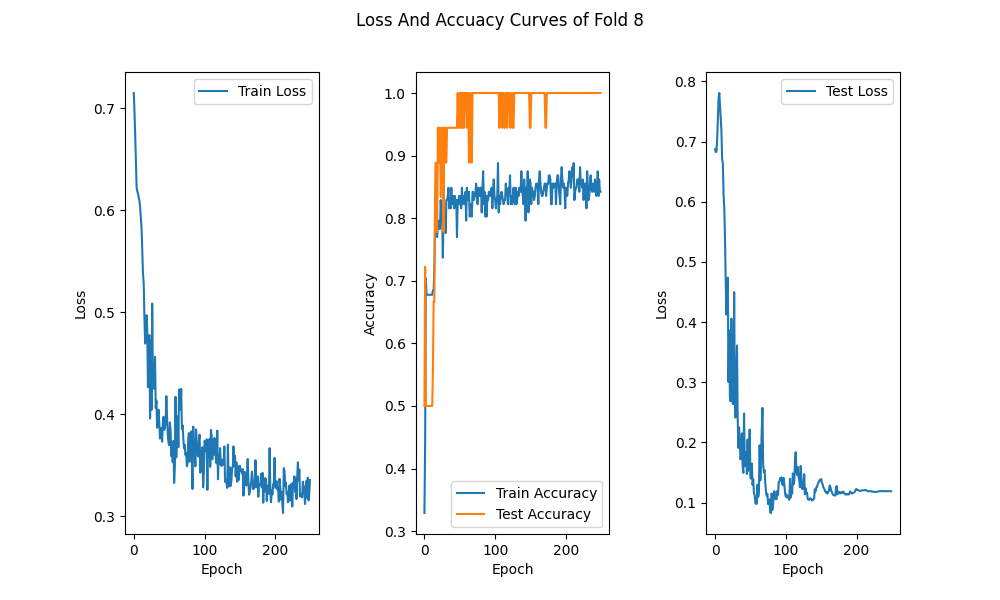 Loss And Accuacy Curves of Fold 8
Train Loss
0.7
0.6
0.5
0.4
0.3
Loss
0
100
200
Epoch
1.0
0.9
0.8
0.7
0.6
0.5
0.4
0.3
Accuracy
Train Accuracy
Test Accuracy
0
100
200
Epoch
Test Loss
0.8
0.7
0.6
0.5
0.4
0.3
0.2
0.1
Loss
0
100
200
Epoch